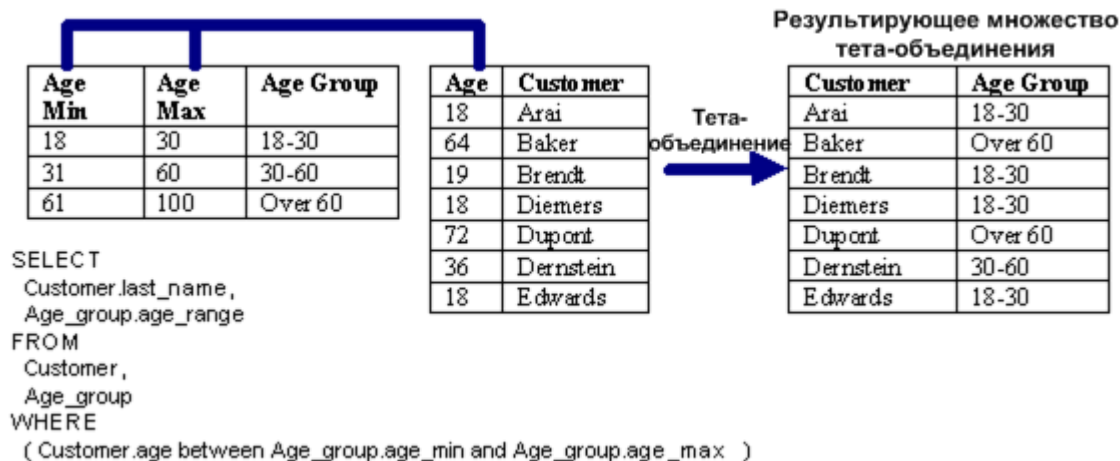 Результирующее множество
тета-объединения
Age Min Age Max Age Group
18 30 18-30
31 60 30-60
61 100 Over 60
Age Customer
18 Arai
64 Baker
19 Brendt
18 Diemers
72 Dupont
36 Dernstein
18 Edwards
Тета-
объединение
Customer Age Group
Arai 18-30
Baker Over 60
Brendt 18-30
Diemers 18-30
Dupont Over 60
Dernstein 30-60
Edwards 18-30
SELECT
Customer.last_name,
Age_group.age_range
FROM
Customer,
Age_group
WHERE
( Customer.age between Age_group.age_min and Age_group.age_max )